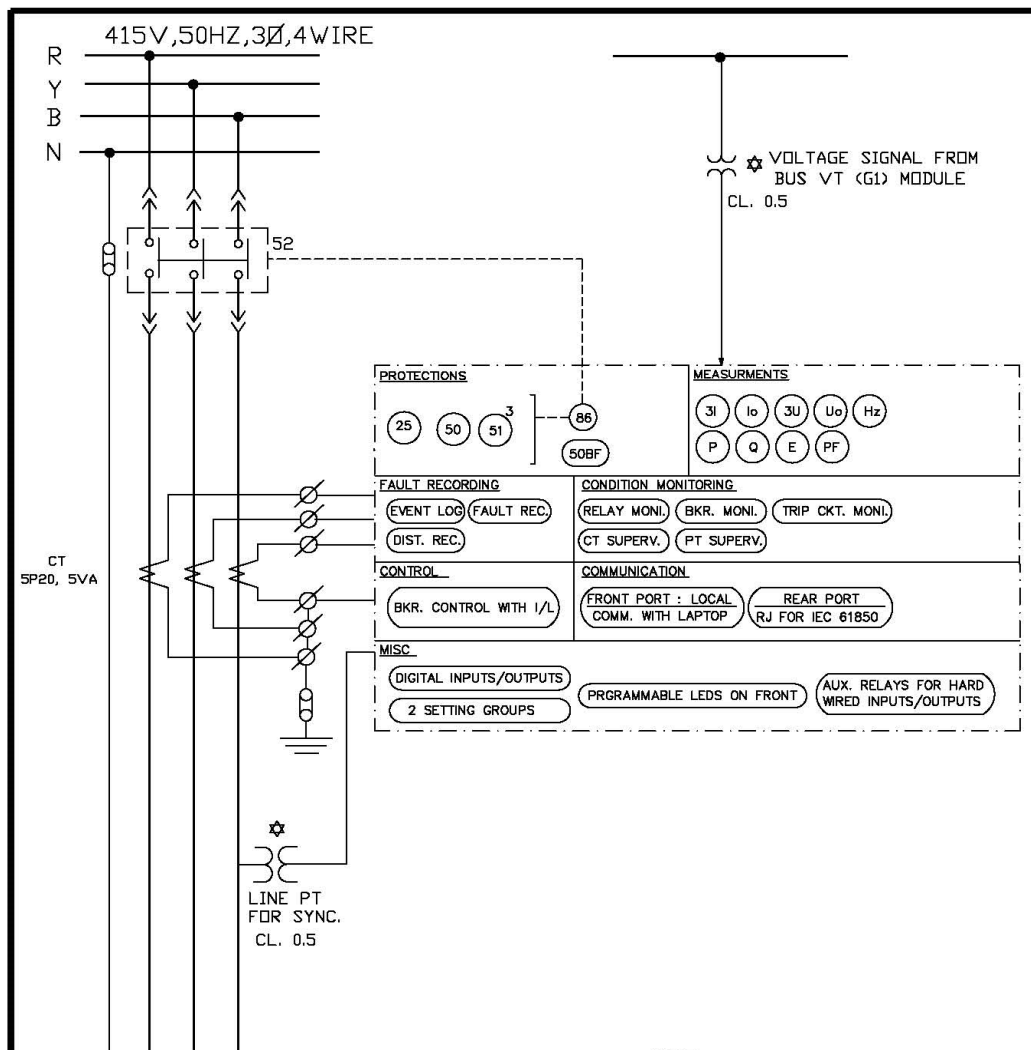 415V,50HZ,3Ø,4WIRE
R
Y
B
N
VOLTAGE SIGNAL FROM
BUS VT (G1) MODULE
CL. 0.5
52
PROTECTIONS
25
50
51
3
86
50BF
MEASURMENTS
3I
Io
3U
Uo
Hz
P
Q
E
PF
FAULT RECORDING
EVENT LOG
FAULT REC.
DIST. REC.
CONDITION MONITORING
RELAY MONI.
BKR. MONI.
TRIP CKT. MONI.
CT SUPERV.
PT SUPERV.
CT
5P20, 5VA
CONTROL
BKR. CONTROL WITH I/L
COMMUNICATION
FRONT PORT : LOCAL
COMM. WITH LAPTOP
REAR PORT
RJ FOR IEC 61850
MISC
DIGITAL INPUTS/OUTPUTS
2 SETTING GROUPS
PRGRAMMABLE LEDS ON FRONT
AUX. RELAYS FOR HARD
WIRED INPUTS/OUTPUTS
LINE PT
FOR SYNC.
CL. 0.5